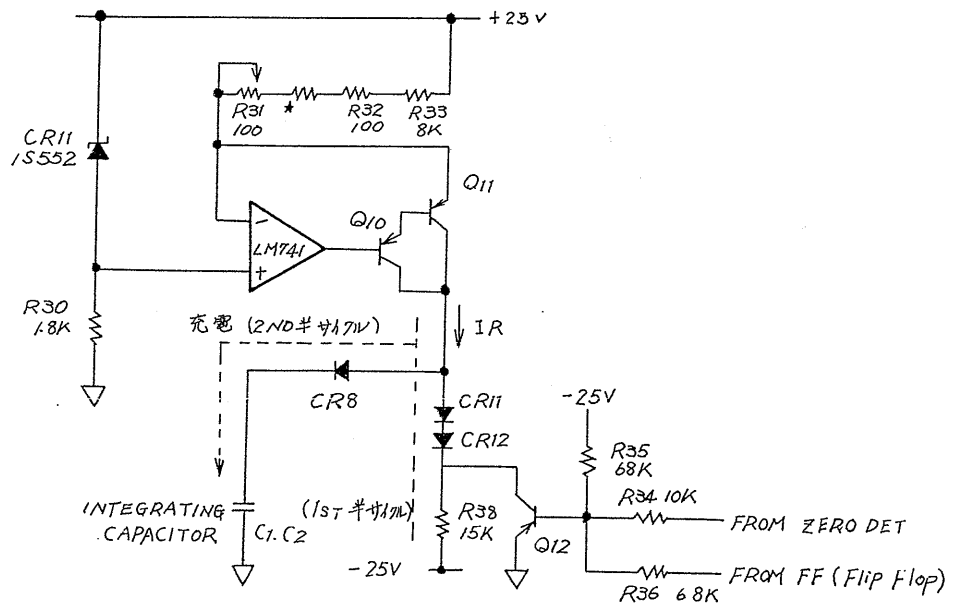 +25V
R31
100
*
R32
100
R33
8K
CR11
1S552
Q11
Q10
−
LM741
+
R30
1.8K
充電 (2ND半サイクル)
IR
CR8
CR11
CR12
-25V
R35
68K
R34 10K
FROM ZERO DET
INTEGRATING
CAPACITOR
C1.C2
(1ST半サイクル)
R38
15K
Q12
-25V
R36 68K
FROM FF (Flip Flop)